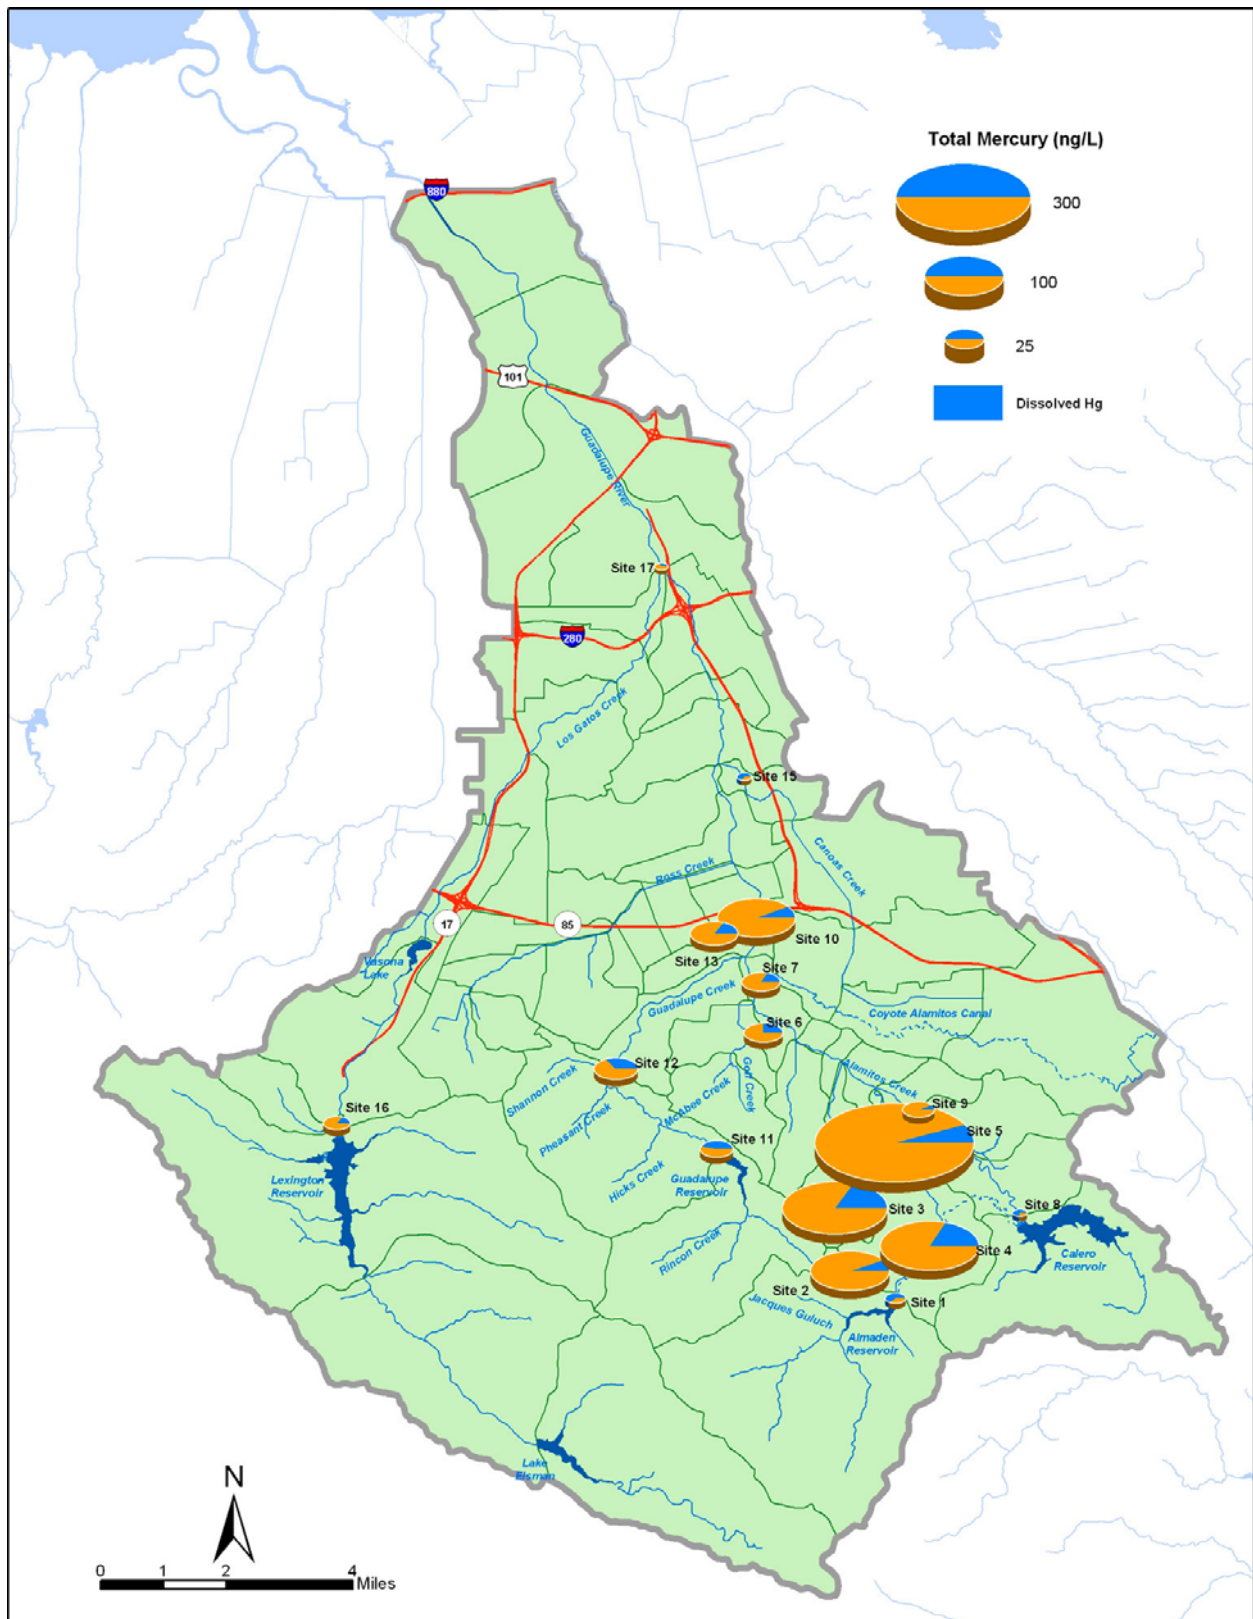 Total Mercury (ng/L)
300
100
25
Dissolved Hg
880
101
Guadalupe River
Site 17
280
Los Gatos Creek
Site 15
Canoas Creek
Ross Creek
17
85
Site 10
Site 13
Vasona
Lake
Site 7
Guadalupe Creek
Coyote Alamitos Canal
Site 6
Golf Creek
Alamitos Creek
Site 12
Shannon Creek
McAbee Creek
Pheasant Creek
Site 9
Site 16
Site 5
Site 11
Hicks Creek
Guadalupe
Reservoir
Lexington
Reservoir
Site 3
Site 8
Rincon Creek
Site 4
Calero
Reservoir
Site 2
Jacques Guluch
Site 1
Almaden
Reservoir
Lake
Elsman
N
0 1 2 4
Miles